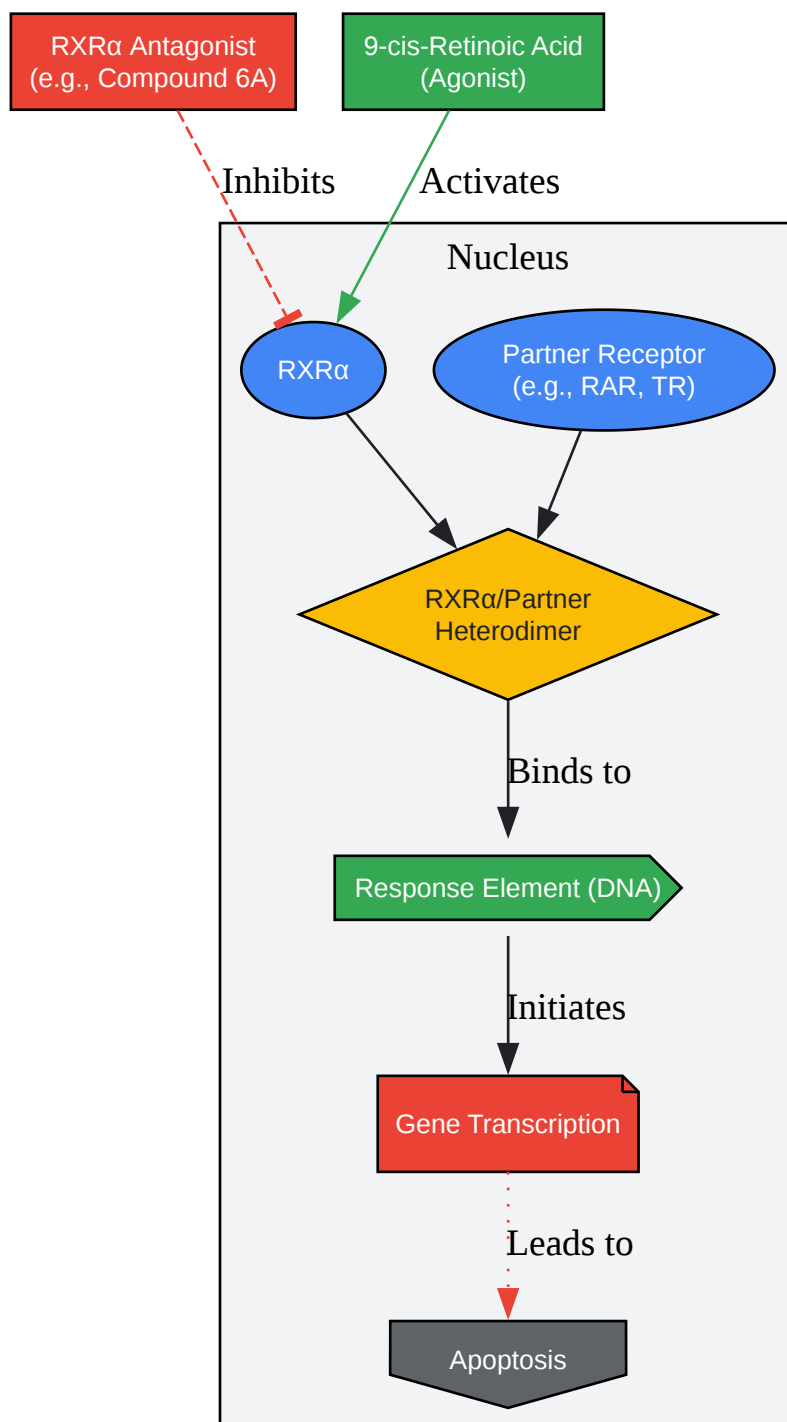 RXRα Antagonist
(e.g., Compound 6A)
9-cis-Retinoic Acid
(Agonist)
Inhibits
Activates
Nucleus
RXRα
Partner Receptor
(e.g., RAR, TR)
RXRα/Partner
Heterodimer
Binds to
Response Element (DNA)
Initiates
Gene Transcription
Leads to
Apoptosis